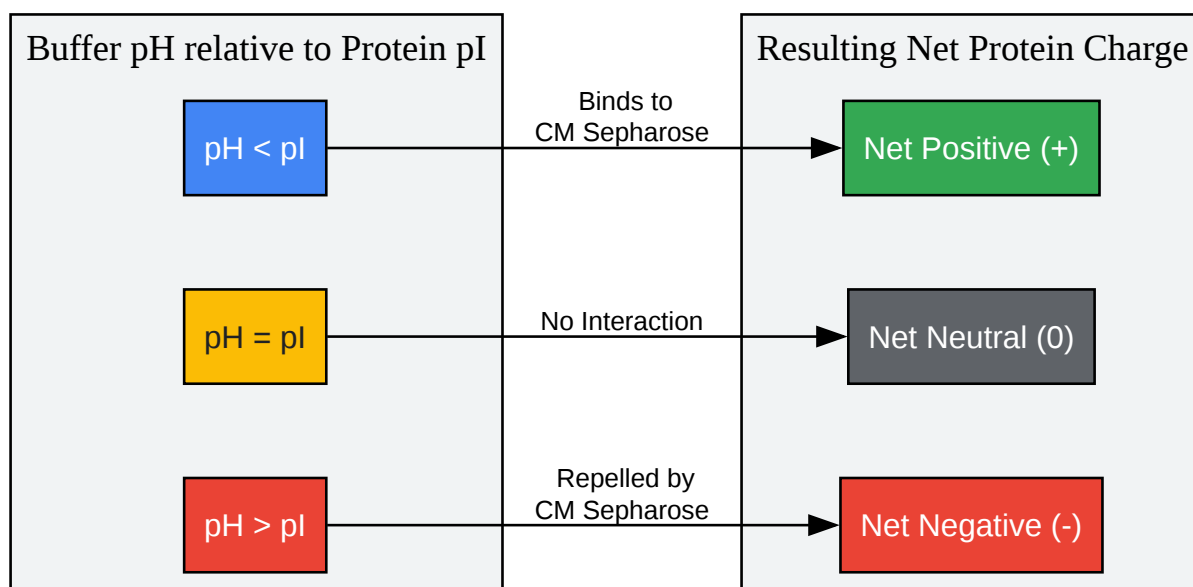 Buffer pH relative to Protein pI
Resulting Net Protein Charge
pH < pI
Binds to
CM Sepharose
Net Positive (+)
pH = pI
No Interaction
Net Neutral (0)
pH > pI
Repelled by
CM Sepharose
Net Negative (-)